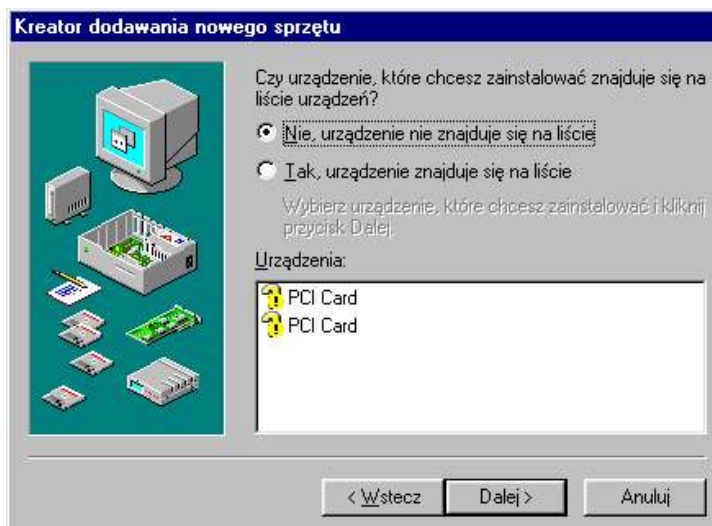 Kreator dodawania nowego sprzętu
Czy urządzenie, które chcesz zainstalować znajduje się na
liście urządzeń?
Nie, urządzenie nie znajduje się na liście
Tak, urządzenie znajduje się na liście
Wybierz urządzenie, które chcesz zainstalować i kliknij
przycisk Dalej.
Urządzenia:
PCI Card
PCI Card
< Wstecz
Dalej >
Anuluj